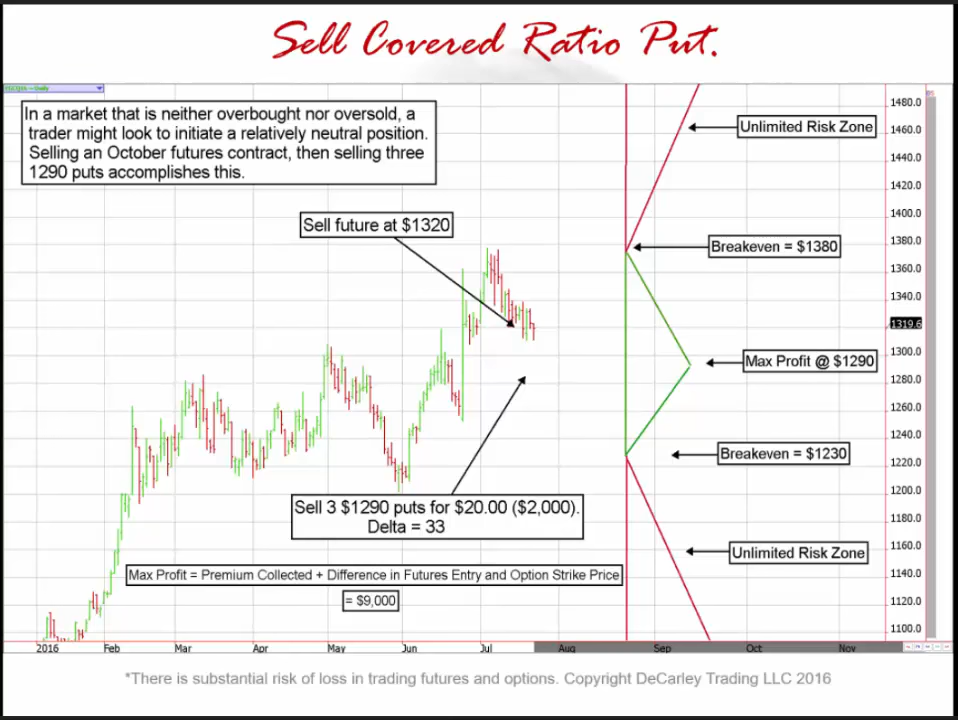 Sell Covered Ratio Put.
In a market that is neither overbought nor oversold, a
trader might look to initiate a relatively neutral position.
Selling an October futures contract, then selling three
1290 puts accomplishes this.
Sell future at $1320
Unlimited Risk Zone
Breakeven = $1380
Max Profit @ $1290
Breakeven = $1230
Unlimited Risk Zone
Sell 3 $1290 puts for $20.00 ($2,000).
Delta = 33
Max Profit = Premium Collected + Difference in Futures Entry and Option Strike Price
= $9,000
1480.0
1460.0
1440.0
1420.0
1400.0
1380.0
1360.0
1340.0
1319.6
1300.0
1280.0
1260.0
1240.0
1220.0
1200.0
1180.0
1160.0
1140.0
1120.0
1100.0
2016 Feb Mar Apr May Jun Jul Aug Sep Oct Nov
*There is substantial risk of loss in trading futures and options. Copyright DeCarley Trading LLC 2016